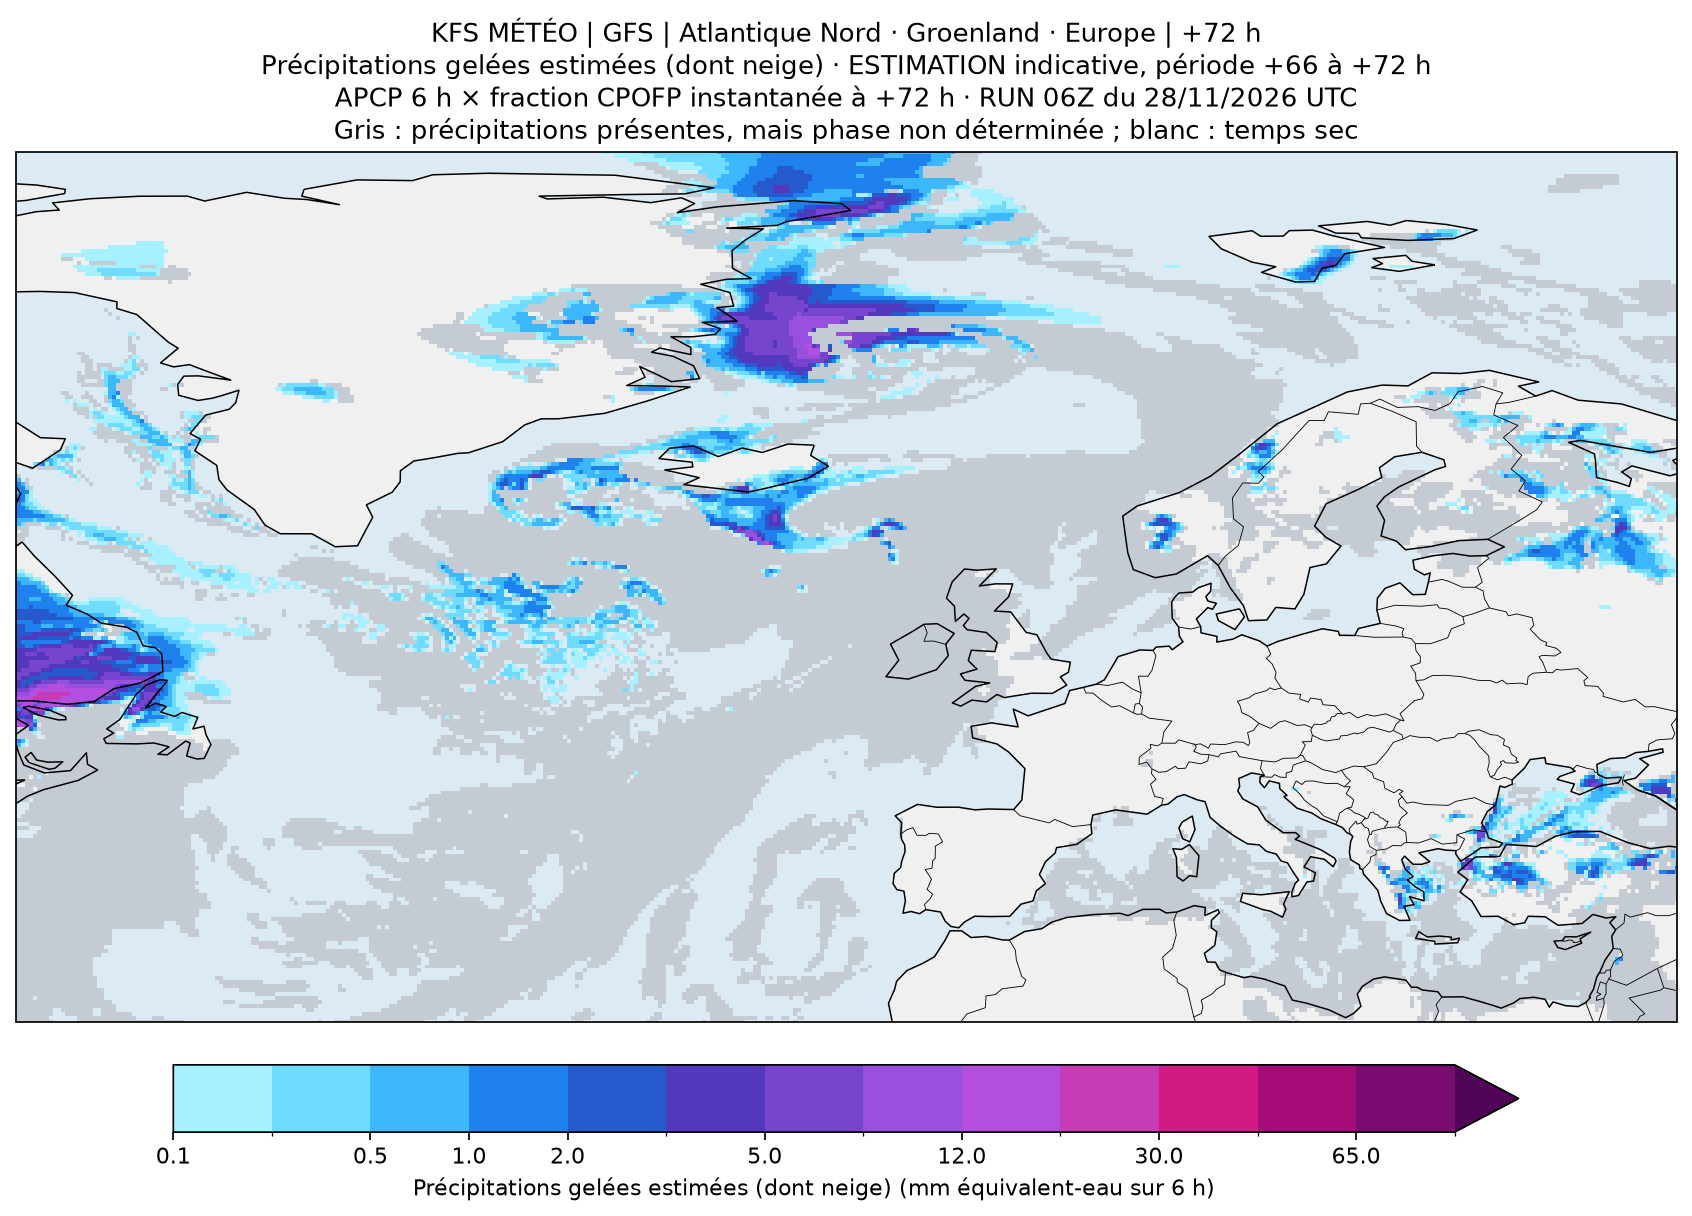 KFS MÉTÉO | GFS | Atlantique Nord · Groenland · Europe | +72 h
Précipitations gelées estimées (dont neige) · ESTIMATION indicative, période +66 à +72 h
APCP 6 h × fraction CPOFP instantanée à +72 h · RUN 06Z du 28/11/2026 UTC
Gris : précipitations présentes, mais phase non déterminée ; blanc : temps sec
0.1 0.5 1.0 2.0 5.0 12.0 30.0 65.0
Précipitations gelées estimées (dont neige) (mm équivalent-eau sur 6 h)